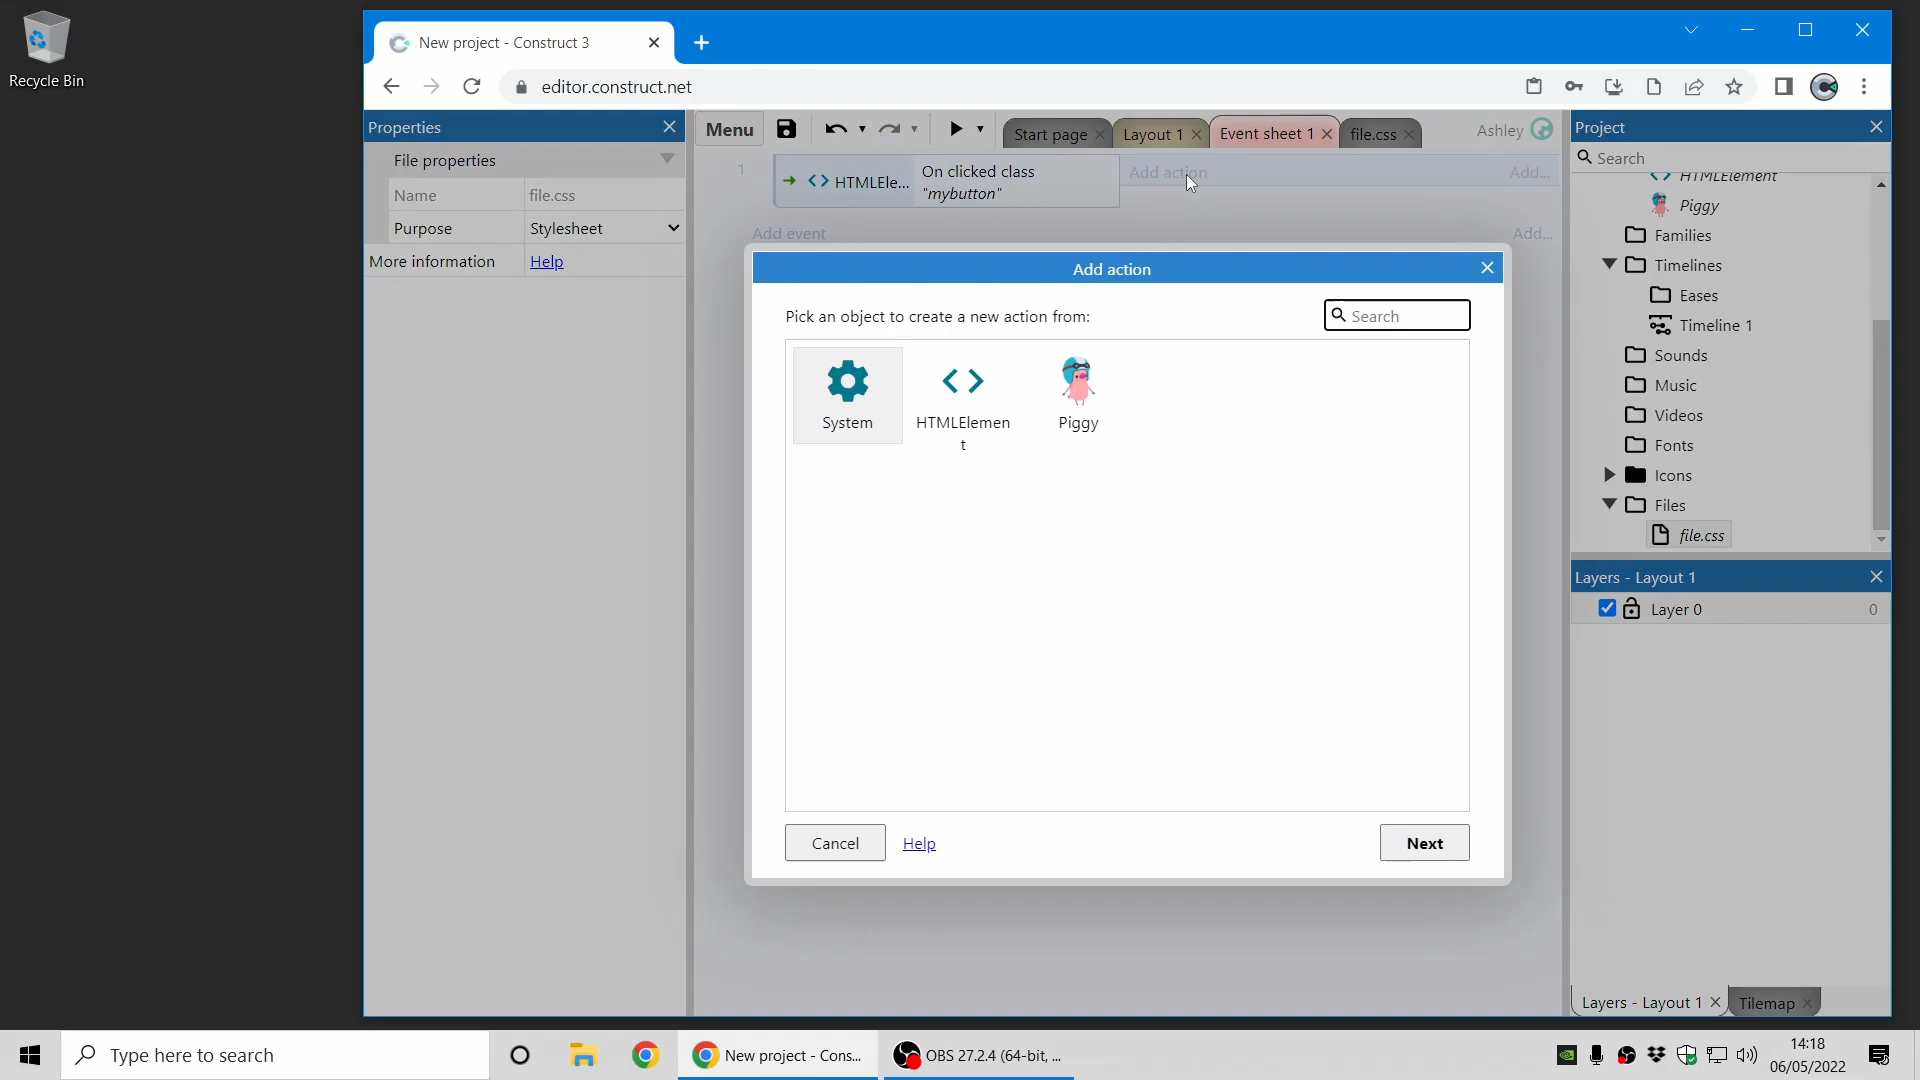 Recycle Bin
New project - Construct 3
editor.construct.net
Properties
File properties
Name
file.css
Purpose
Stylesheet
More information
Help
Menu
Start page
Layout 1
Event sheet 1
file.css
Ashley
1
HTMLEle...
On clicked class
"mybutton"
Add action
Add...
Add event
Add...
Add action
Pick an object to create a new action from:
Search
System
HTMLElemen
t
Piggy
Cancel
Help
Next
Project
Search
HTMLElement
Piggy
Families
Timelines
Eases
Timeline 1
Sounds
Music
Videos
Fonts
Icons
Files
file.css
Layers - Layout 1
Layer 0
0
Layers - Layout 1
Tilemap
Type here to search
New project - Cons...
OBS 27.2.4 (64-bit, ...
14:18
06/05/2022